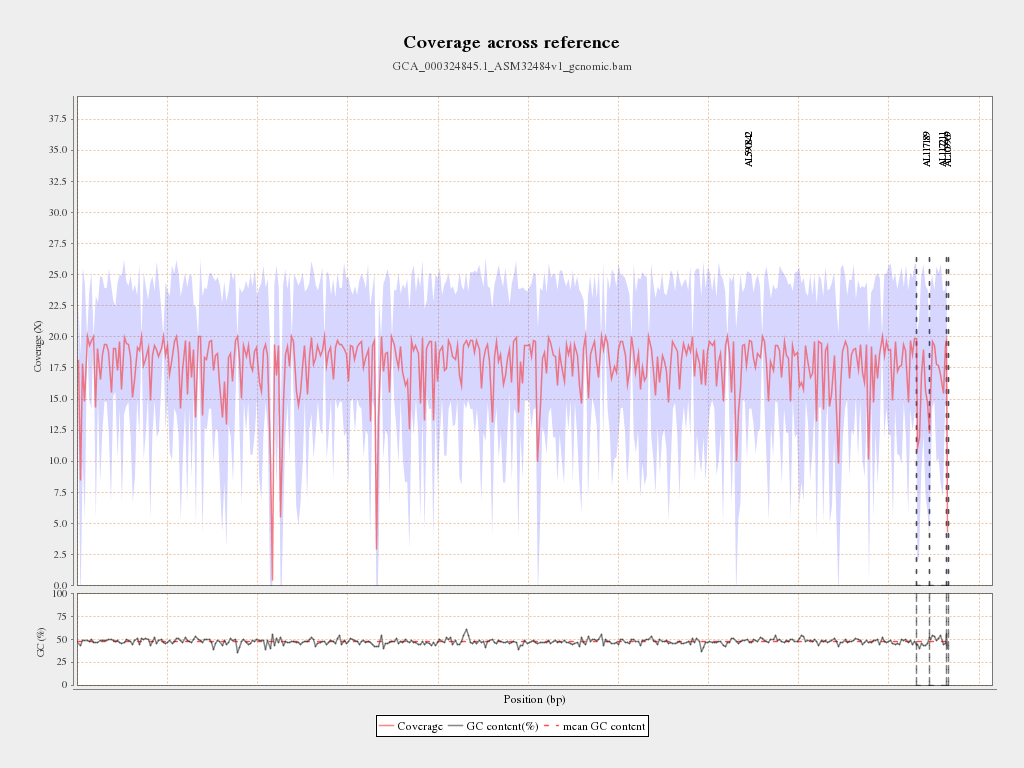 Coverage across reference
GCA_000324845.1_ASM32484v1_genomic.bam
37.5
35.0
32.5
30.0
27.5
25.0
22.5
20.0
17.5
15.0
12.5
10.0
7.5
5.0
2.5
0.0
Coverage (X)
AL590842
AL117189
AL117211
AL109969
100
75
50
25
0
GC (%)
Position (bp)
Coverage GC content(%) mean GC content